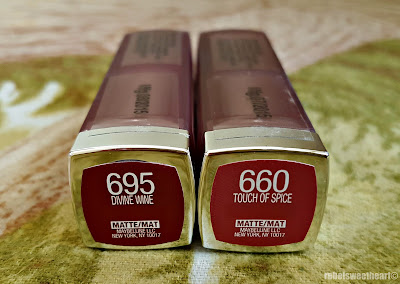 695
DIVINE WINE
MATTE/MAT
MAYBELLINE LLC
NEW YORK, NY 10017
660
TOUCH OF SPICE
MATTE/MAT
MAYBELLINE LLC
NEW YORK, NY 10017
rebelsweetheart©